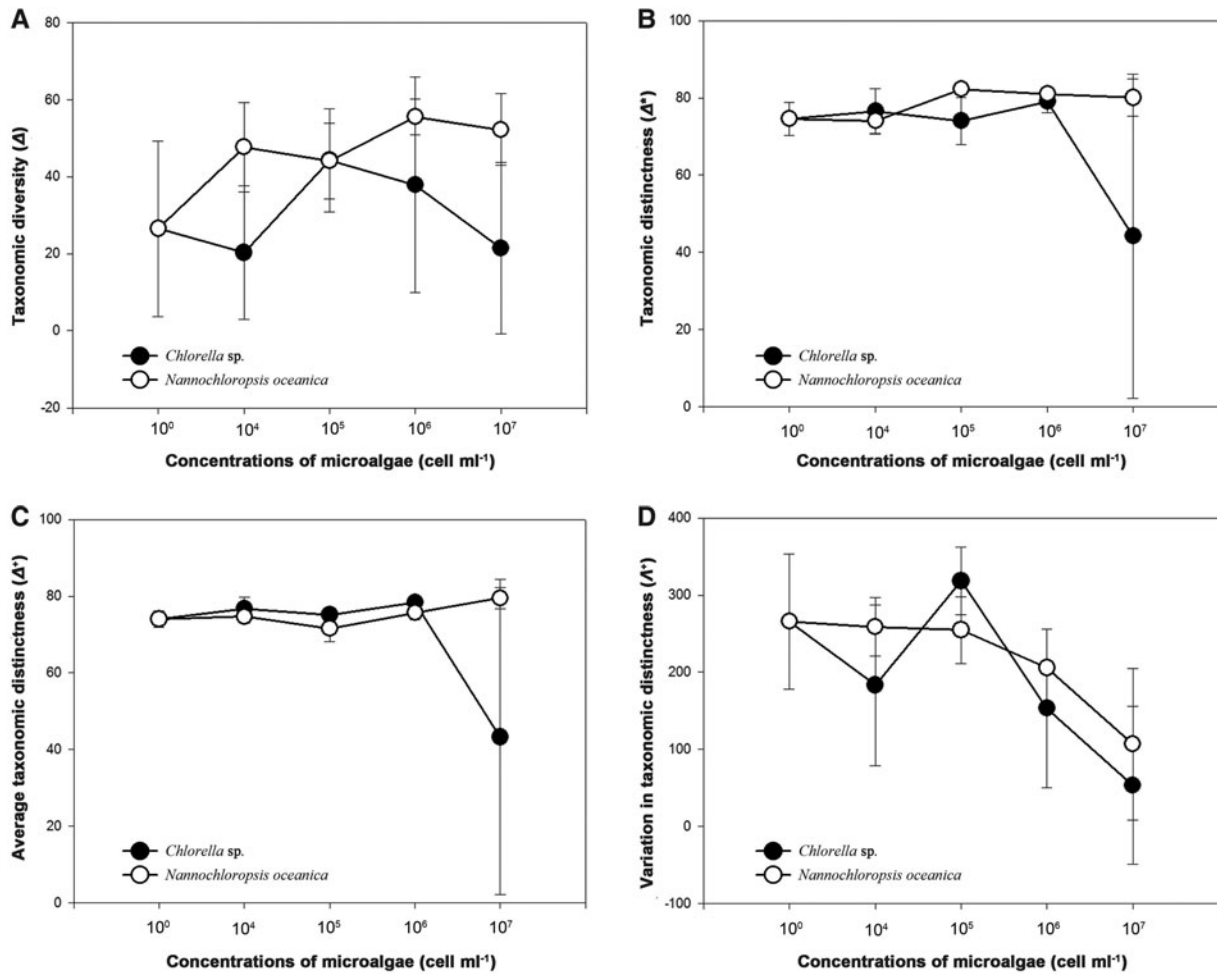 A
Taxonomic diversity (Δ)
80
60
40
20
0
-20
Chlorella sp.
Nannochloropsis oceanica
10⁰ 10⁴ 10⁵ 10⁶ 10⁷
Concentrations of microalgae (cell ml⁻¹)
B
Taxonomic distinctness (Δ*)
100
80
60
40
20
0
Chlorella sp.
Nannochloropsis oceanica
10⁰ 10⁴ 10⁵ 10⁶ 10⁷
Concentrations of microalgae (cell ml⁻¹)
C
Average taxonomic distinctness (Δ⁺)
100
80
60
40
20
0
Chlorella sp.
Nannochloropsis oceanica
10⁰ 10⁴ 10⁵ 10⁶ 10⁷
Concentrations of microalgae (cell ml⁻¹)
D
Variation in taxonomic distinctness (Λ⁺)
400
300
200
100
0
-100
Chlorella sp.
Nannochloropsis oceanica
10⁰ 10⁴ 10⁵ 10⁶ 10⁷
Concentrations of microalgae (cell ml⁻¹)